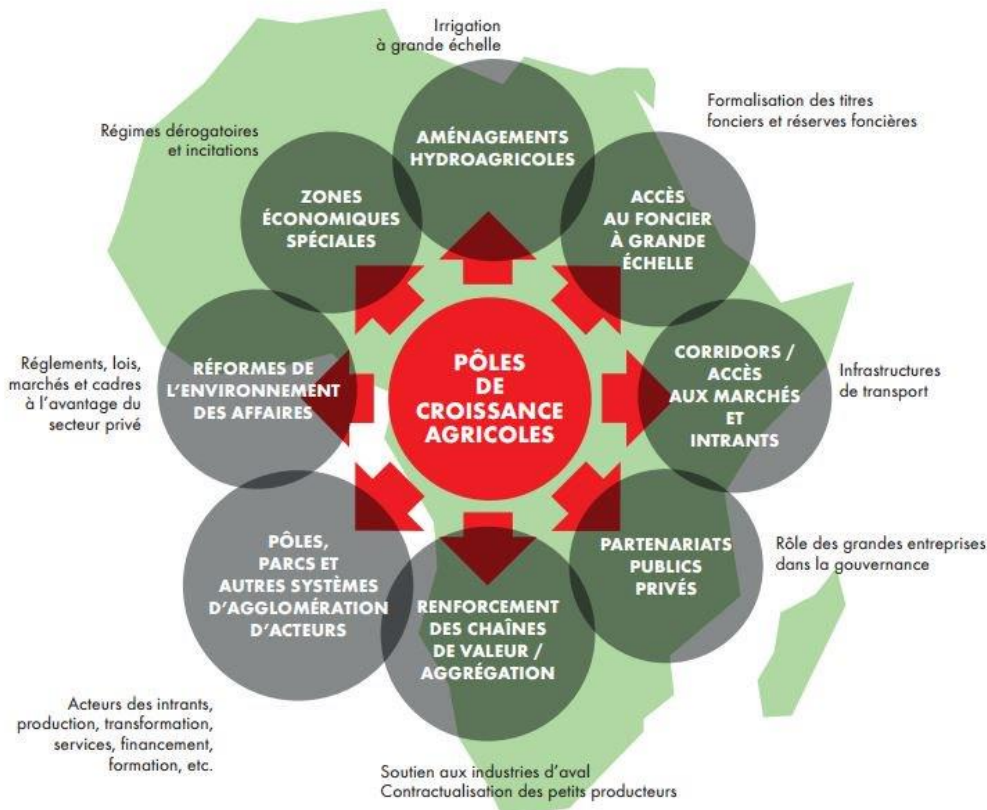 Irrigation
à grande échelle
AMÉNAGEMENTS
HYDROAGRICOLES
Formalisation des titres
fonciers et réserves foncières
ACCÈS
AU FONCIER
À GRANDE
ÉCHELLE
CORRIDORS /
ACCÈS
AUX MARCHÉS
ET
INTRANTS
Infrastructures
de transport
PARTENARIATS
PUBLICS
PRIVÉS
Rôle des grandes entreprises
dans la gouvernance
RENFORCEMENT
DES CHAÎNES
DE VALEUR /
AGGRÉGATION
Soutien aux industries d’aval
Contractualisation des petits producteurs
PÔLES,
PARCS ET
AUTRES SYSTÈMES
D’AGGLOMÉRATION
D’ACTEURS
Acteurs des intrants,
production, transformation,
services, financement,
formation, etc.
RÉFORMES DE
L’ENVIRONNEMENT
DES AFFAIRES
Réglements, lois,
marchés et cadres
à l’avantage du
secteur privé
ZONES
ÉCONOMIQUES
SPÉCIALES
Régimes dérogatoires
et incitations
PÔLES
DE
CROISSANCE
AGRICOLES